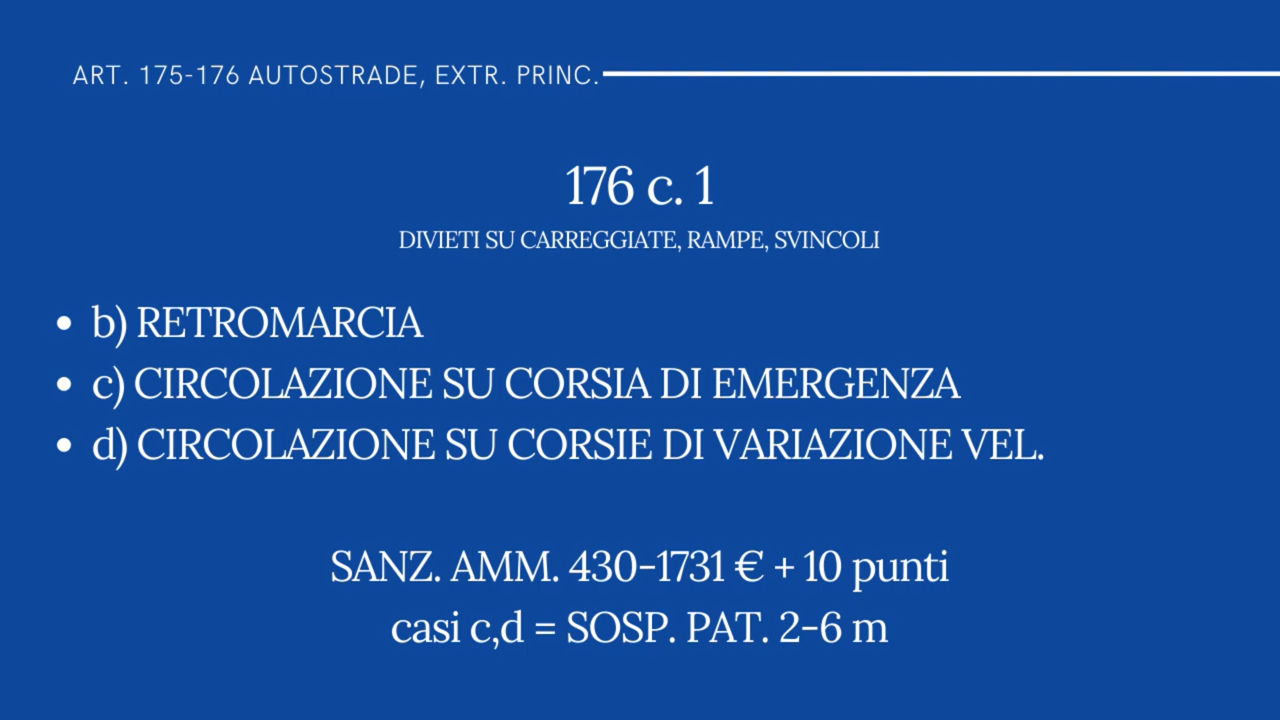 ART. 175-176 AUTOSTRADE, EXTR. PRINC.
176 c. 1
DIVIETI SU CARREGGIATE, RAMPE, SVINCOLI
• b) RETROMARCIA
• c) CIRCOLAZIONE SU CORSIA DI EMERGENZA
• d) CIRCOLAZIONE SU CORSIE DI VARIAZIONE VEL.
SANZ. AMM. 430-1731 € + 10 punti
casi c,d = SOSP. PAT. 2-6 m